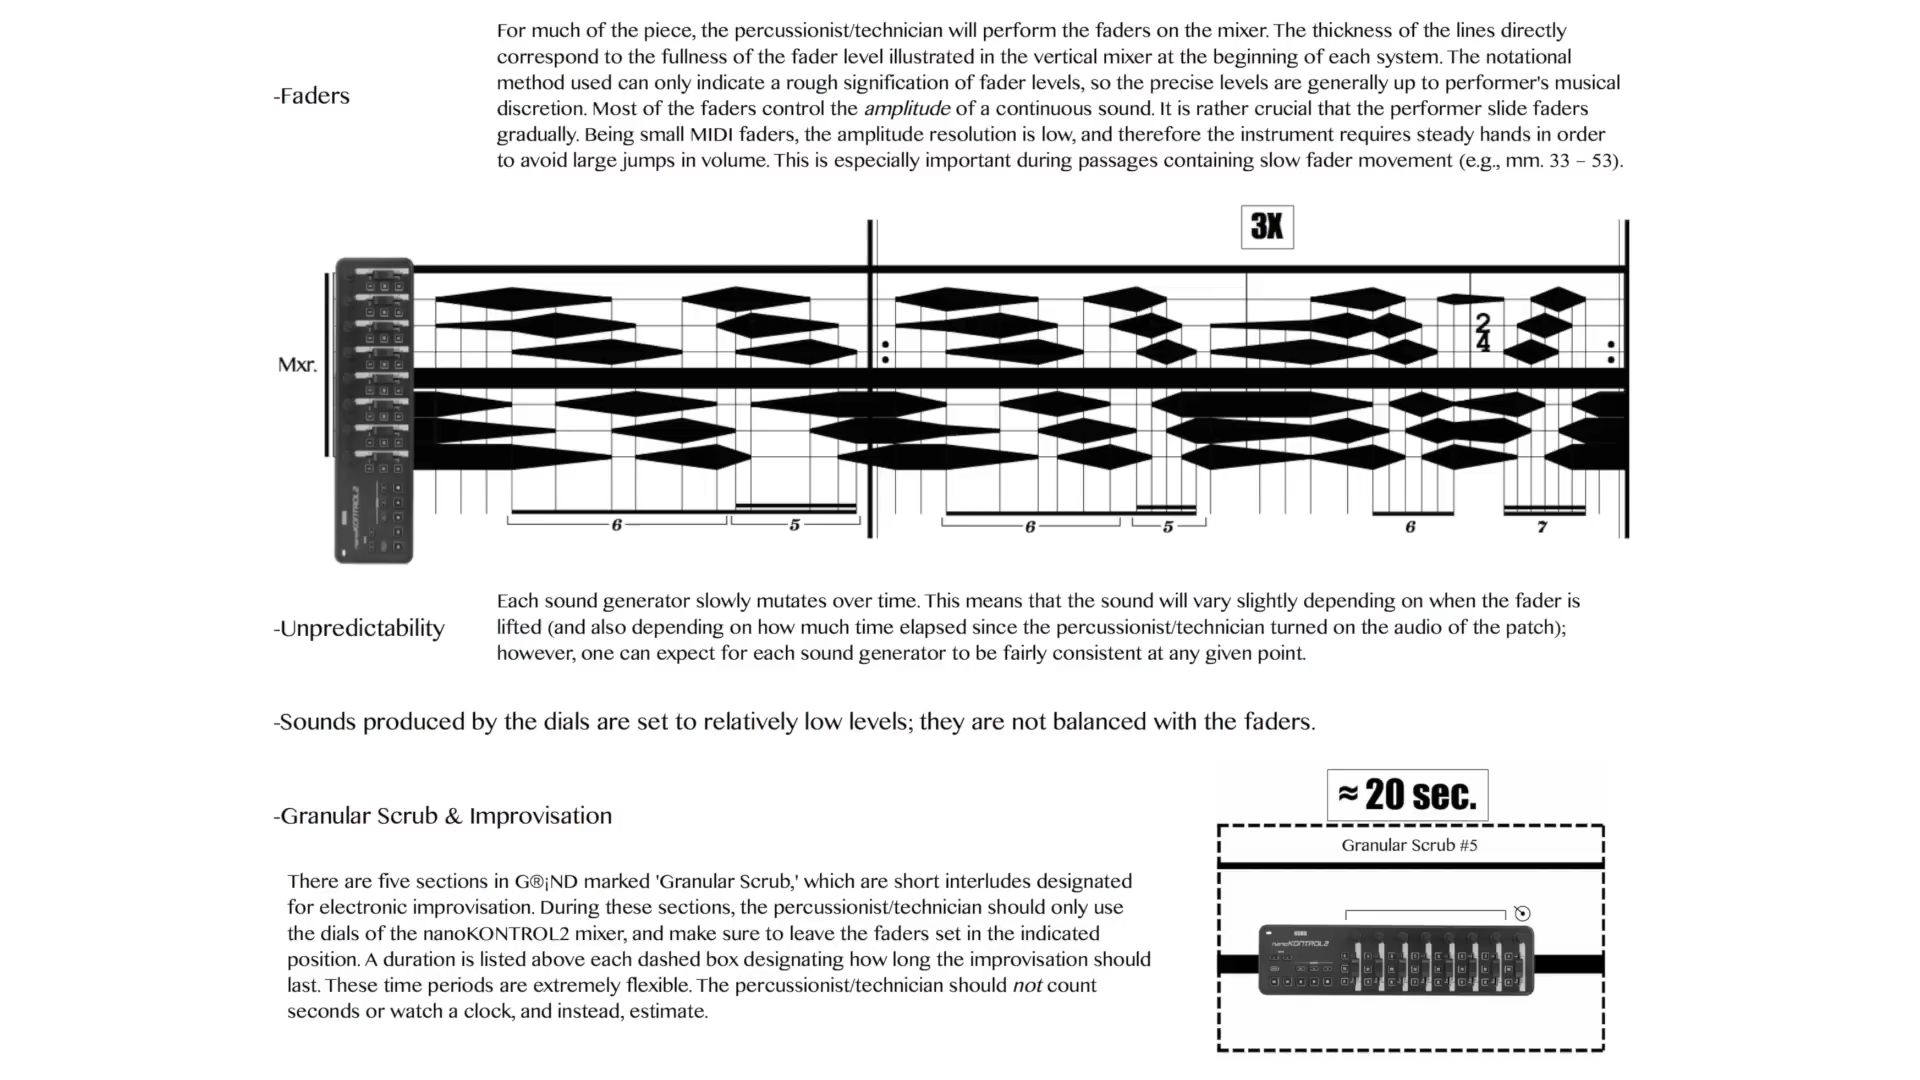 -Faders
For much of the piece, the percussionist/technician will perform the faders on the mixer. The thickness of the lines directly
correspond to the fullness of the fader level illustrated in the vertical mixer at the beginning of each system. The notational
method used can only indicate a rough signification of fader levels, so the precise levels are generally up to performer's musical
discretion. Most of the faders control the amplitude of a continuous sound. It is rather crucial that the performer slide faders
gradually. Being small MIDI faders, the amplitude resolution is low, and therefore the instrument requires steady hands in order
to avoid large jumps in volume. This is especially important during passages containing slow fader movement (e.g., mm. 33 – 53).
3X
Mxr.
2
4
nanoKONTROL2
6
5
6
5
6
7
-Unpredictability
Each sound generator slowly mutates over time. This means that the sound will vary slightly depending on when the fader is
lifted (and also depending on how much time elapsed since the percussionist/technician turned on the audio of the patch);
however, one can expect for each sound generator to be fairly consistent at any given point.
-Sounds produced by the dials are set to relatively low levels; they are not balanced with the faders.
-Granular Scrub & Improvisation
There are five sections in G®¡ND marked 'Granular Scrub,' which are short interludes designated
for electronic improvisation. During these sections, the percussionist/technician should only use
the dials of the nanoKONTROL2 mixer, and make sure to leave the faders set in the indicated
position. A duration is listed above each dashed box designating how long the improvisation should
last. These time periods are extremely flexible. The percussionist/technician should not count
seconds or watch a clock, and instead, estimate.
≈ 20 sec.
Granular Scrub #5
KORG
nanoKONTROL2